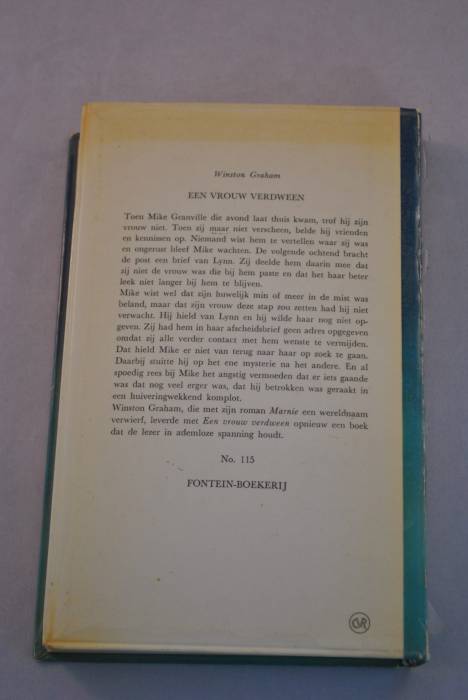 Winston Graham
EEN VROUW VERDWEEN
Toen Mike Granville die avond laat thuis kwam, trof hij zijn
vrouw niet. Toen zij maar niet verscheen, belde hij vrienden
en kennissen op. Niemand wist hem te vertellen waar zij was
en ongerust bleef Mike wachten. De volgende ochtend bracht
de post een brief van Lynn. Zij deelde hem daarin mee dat
zij niet de vrouw was die bij hem paste en dat het haar beter
leek niet langer bij hem te blijven.
Mike wist wel dat zijn huwelijk min of meer in de mist was
beland, maar dat zijn vrouw deze stap zou zetten had hij niet
verwacht. Hij hield van Lynn en hij wilde haar nog niet op-
geven. Zij had hem in haar afscheidsbrief geen adres opgegeven
omdat zij alle verder contact met hem wenste te vermijden.
Dat hield Mike er niet van terug naar haar op zoek te gaan.
Daarbij stuitte hij op het ene mysterie na het andere. En al
spoedig rees bij Mike het angstig vermoeden dat er iets gaande
was dat nog veel erger was, dat hij betrokken was geraakt in
een huiveringwekkend komplot.
Winston Graham, die met zijn roman Marnie een wereldnaam
verwierf, leverde met Een vrouw verdween opnieuw een boek
dat de lezer in ademloze spanning houdt.
No. 115
FONTEIN-BOEKERIJ